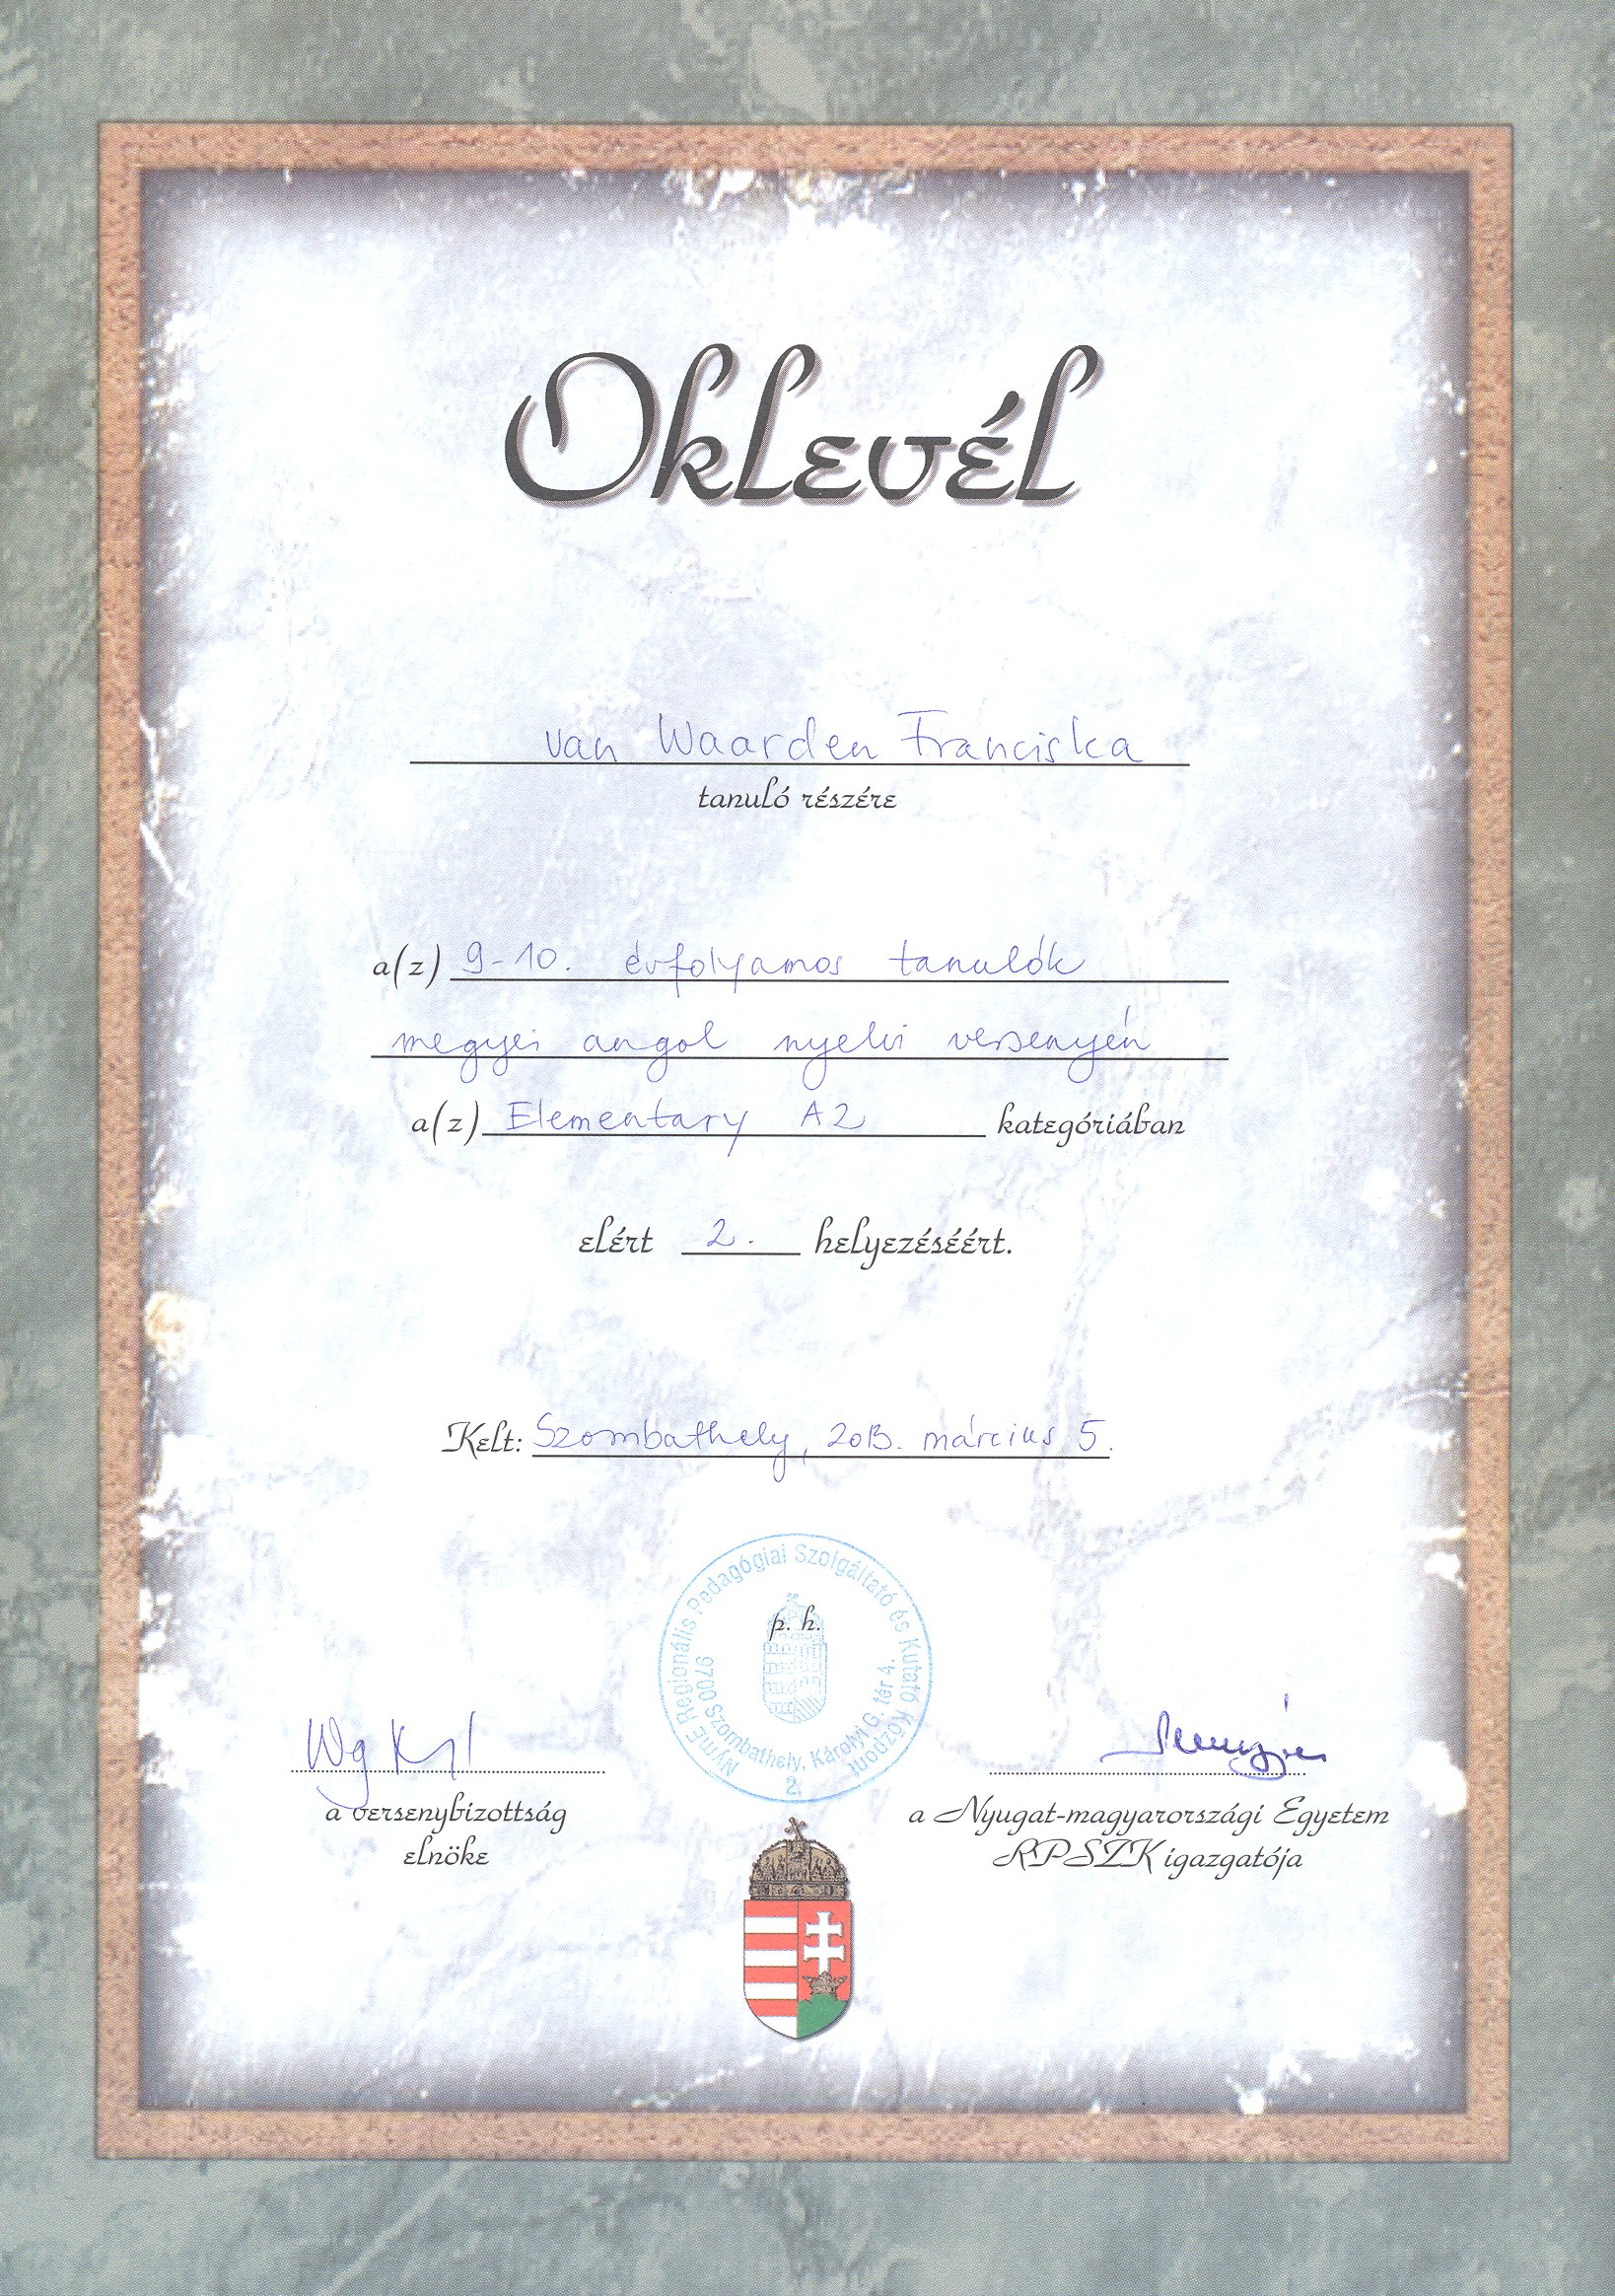 Oklevél
van Waarden Franciska
tanuló részére
a(z) 9-10. évfolyamos tanulók
megyei angol nyelvi versenyén
a(z) Elementary A2 kategóriában
elért 2. helyezéséért.
Kelt: Szombathely, 2013. március 5.
NYME Regionális Pedagógiai Szolgáltató és Kutató Központ
9700 Szombathely, Károlyi G. tér 4.
p. h.
2.
a versenybizottság
elnöke
a Nyugat-magyarországi Egyetem
RPSZK igazgatója